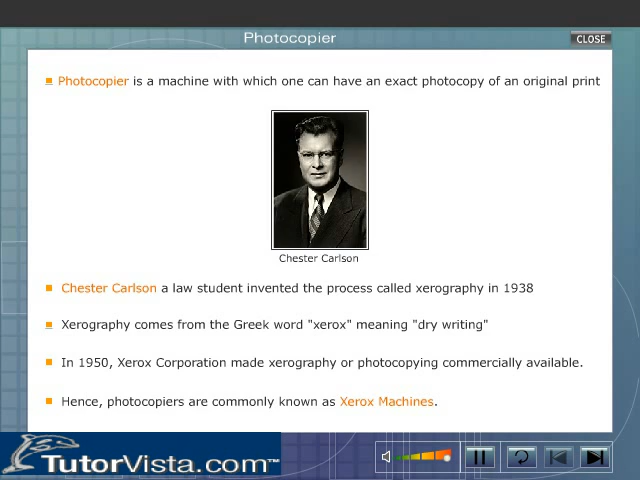 Photocopier
CLOSE
Photocopier is a machine with which one can have an exact photocopy of an original print
Chester Carlson
Chester Carlson a law student invented the process called xerography in 1938
Xerography comes from the Greek word "xerox" meaning "dry writing"
In 1950, Xerox Corporation made xerography or photocopying commercially available.
Hence, photocopiers are commonly known as Xerox Machines.
TutorVista.com™